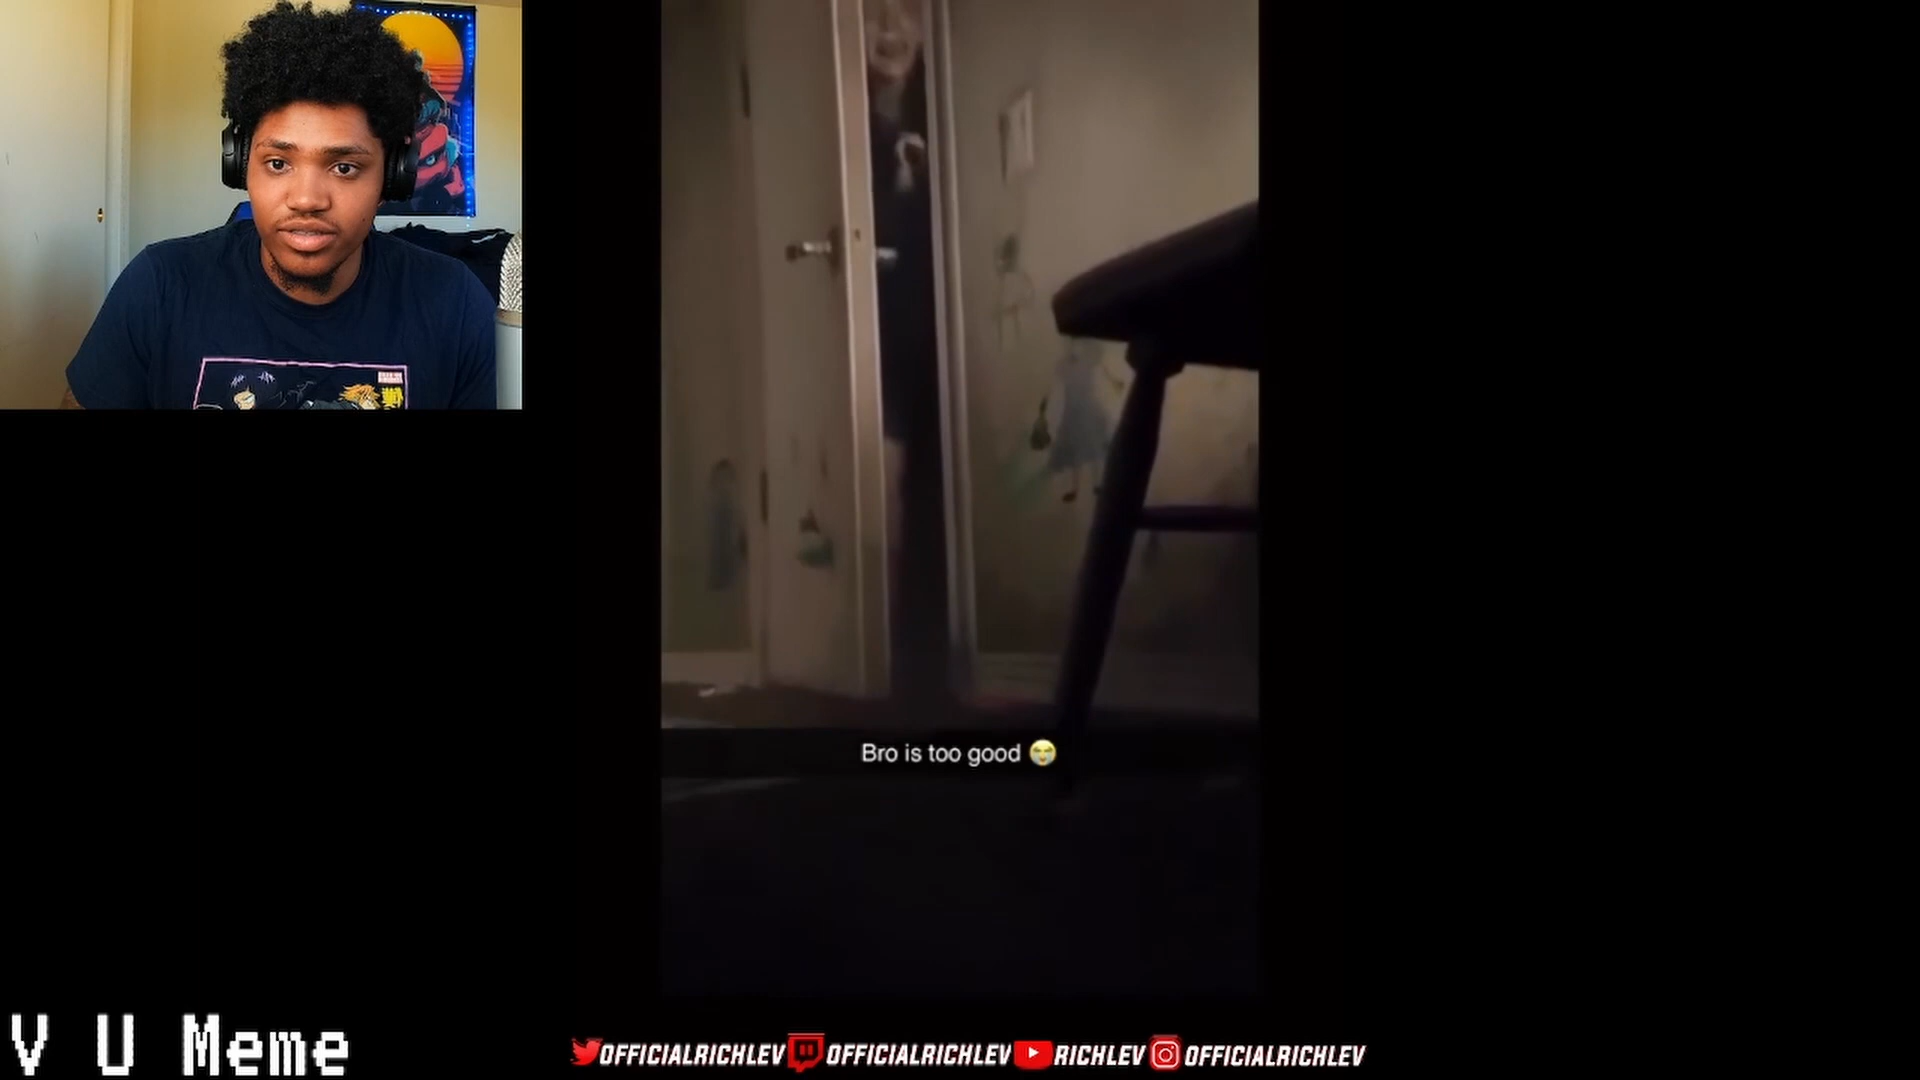 Bro is too good 😭
V U Meme
OFFICIALRICHLEV OFFICIALRICHLEV RICHLEV OFFICIALRICHLEV